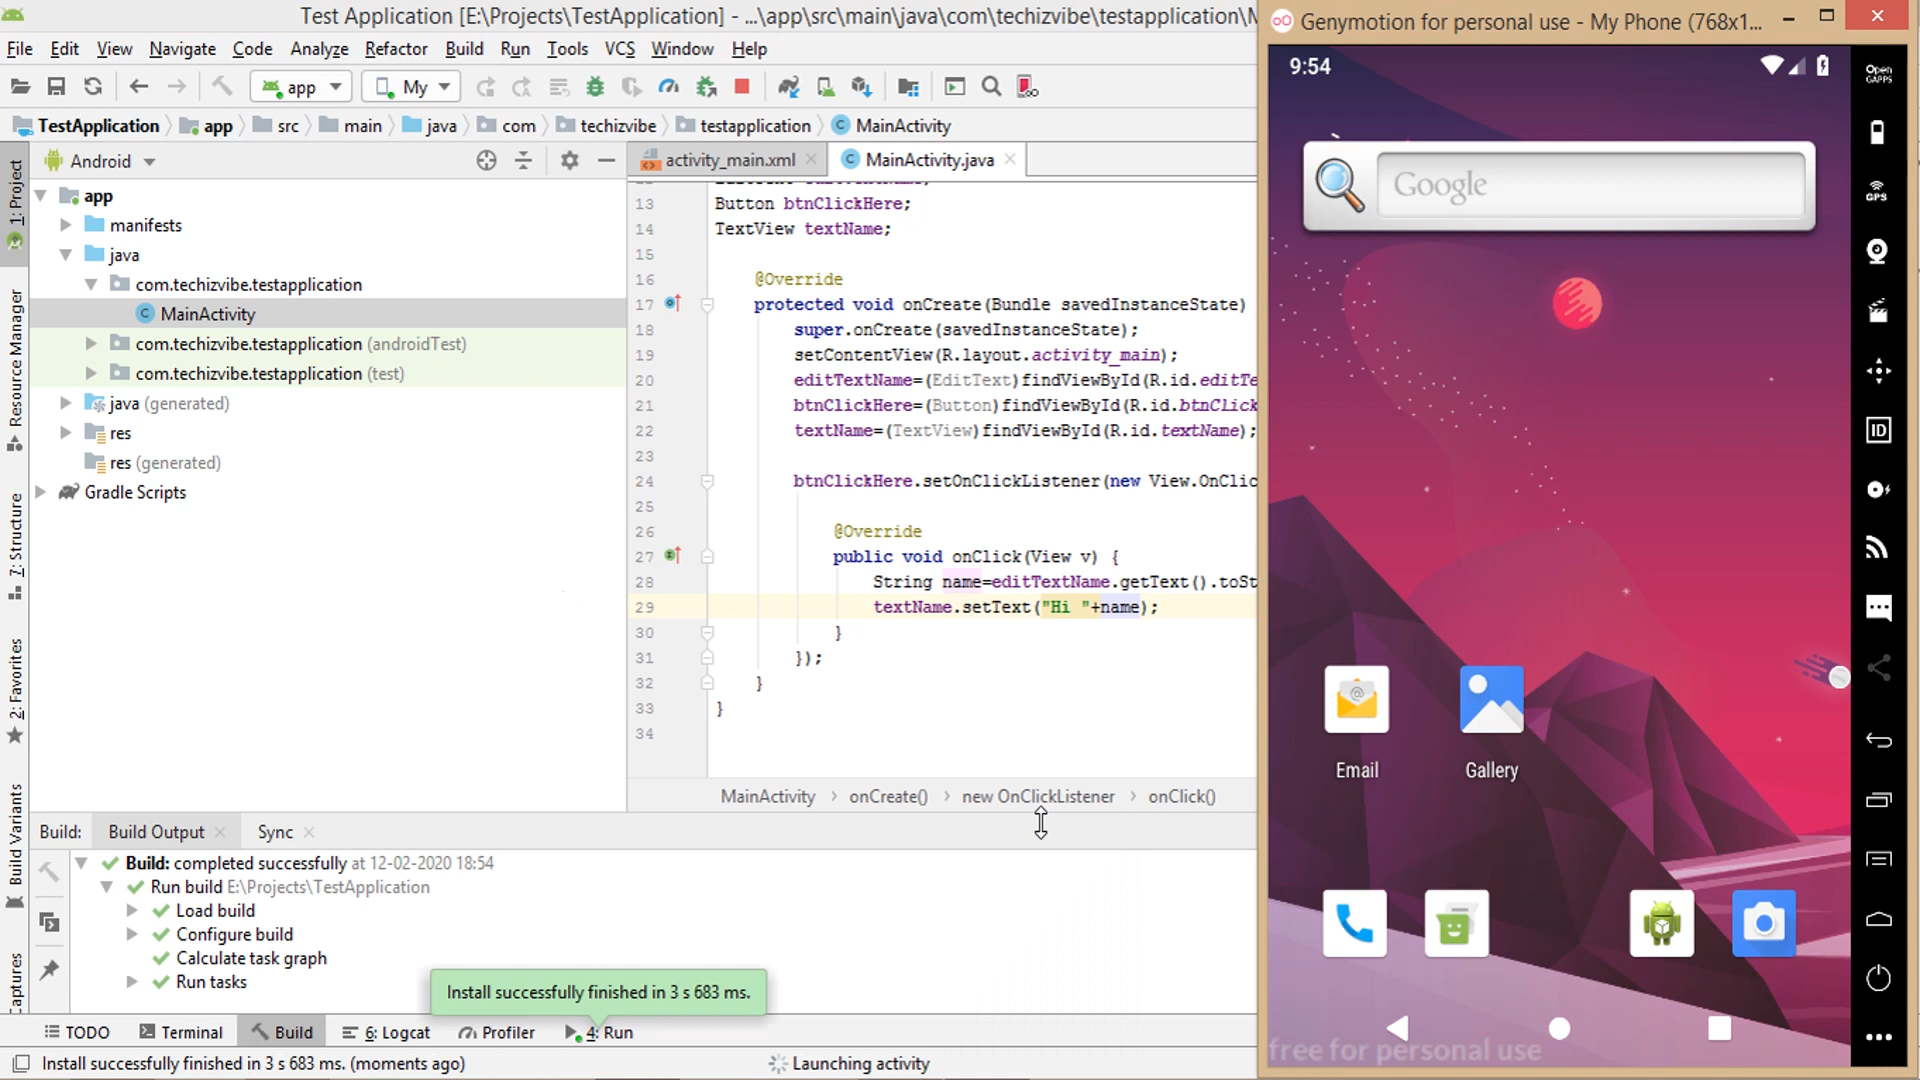 Test Application [E:\Projects\TestApplication] - ...\app\src\main\java\com\techizvibe\testapplication\M
File Edit View Navigate Code Analyze Refactor Build Run Tools VCS Window Help
app My
TestApplication app src main java com techizvibe testapplication MainActivity
Android
activity_main.xml MainActivity.java
1: Project
Resource Manager
7: Structure
2: Favorites
Build Variants
Captures
app
manifests
java
com.techizvibe.testapplication
MainActivity
com.techizvibe.testapplication (androidTest)
com.techizvibe.testapplication (test)
java (generated)
res
res (generated)
Gradle Scripts
13 Button btnClickHere;
14 TextView textName;
15
16 @Override
17 protected void onCreate(Bundle savedInstanceState)
18 super.onCreate(savedInstanceState);
19 setContentView(R.layout.activity_main);
20 editTextName=(EditText)findViewById(R.id.editTe
21 btnClickHere=(Button)findViewById(R.id.btnClick
22 textName=(TextView)findViewById(R.id.textName);
23
24 btnClickHere.setOnClickListener(new View.OnClic
25
26 @Override
27 public void onClick(View v) {
28 String name=editTextName.getText().toSt
29 textName.setText("Hi "+name);
30 }
31 });
32 }
33 }
34
MainActivity › onCreate() › new OnClickListener › onClick()
Build: Build Output Sync
Build: completed successfully at 12-02-2020 18:54
Run build E:\Projects\TestApplication
Load build
Configure build
Calculate task graph
Run tasks
Install successfully finished in 3 s 683 ms.
TODO Terminal Build 6: Logcat Profiler 4: Run
Install successfully finished in 3 s 683 ms. (moments ago) Launching activity
Genymotion for personal use - My Phone (768x1...
9:54
Google
Email Gallery
free for personal use
Open GAPPS
GPS
ID